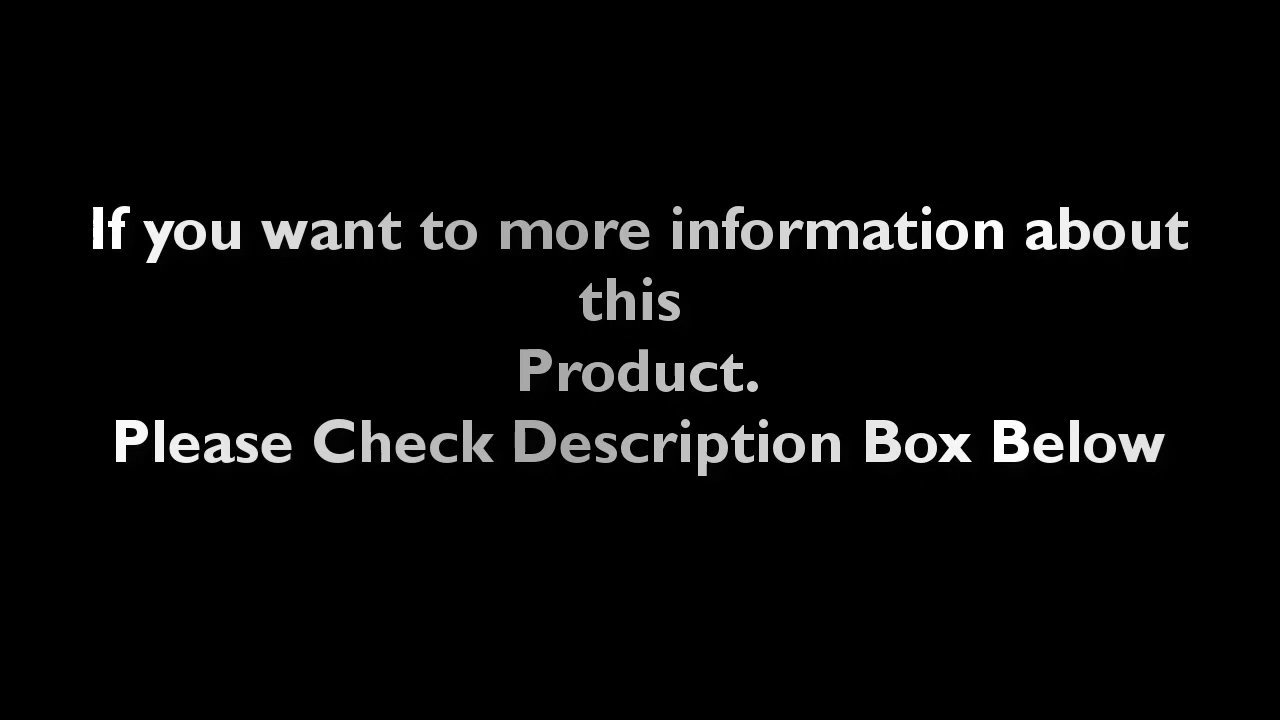 If you want to more information about
this
Product.
Please Check Description Box Below